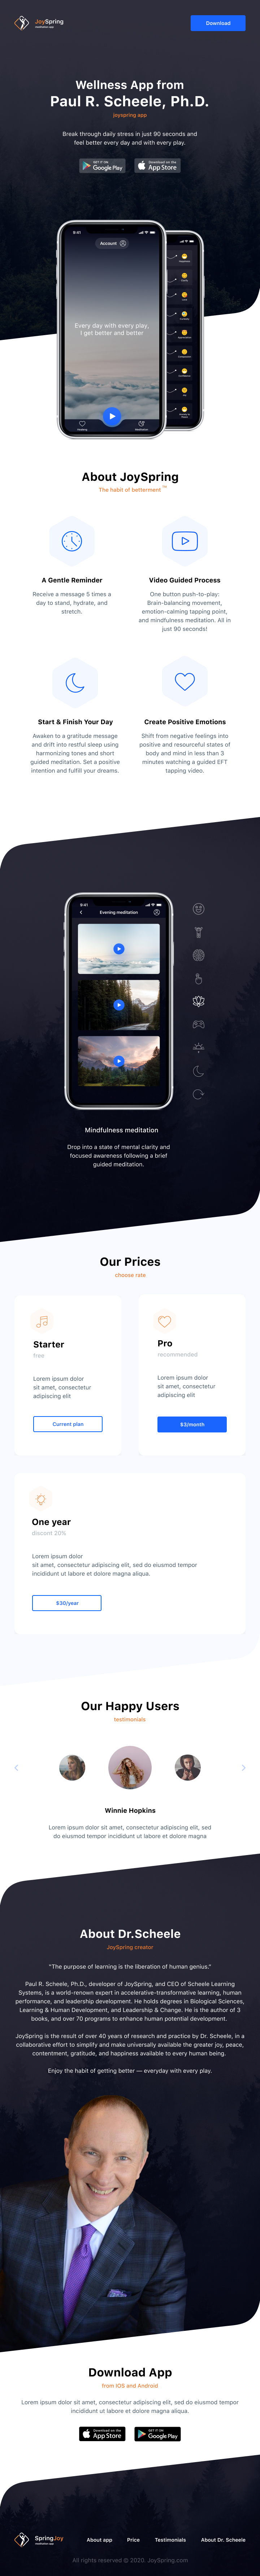 JoySpring
meditation app
Download
Wellness App from
Paul R. Scheele, Ph.D.
joyspring app
Break through daily stress in just 90 seconds and
feel better every day and with every play.
GET IT ON
Google Play
Download on the
App Store
9:41
Account
Every day with every play,
I get better and better
Meditate
About JoySpring
The habit of betterment ™
A Gentle Reminder
Receive a message 5 times a
day to stand, hydrate, and
stretch.
Video Guided Process
One button push-to-play:
Brain-balancing movement,
emotion-calming tapping point,
and mindfulness meditation. All in
just 90 seconds!
Start & Finish Your Day
Awaken to a gratitude message
and drift into restful sleep using
harmonizing tones and short
guided meditation. Set a positive
intention and fulfill your dreams.
Create Positive Emotions
Shift from negative feelings into
positive and resourceful states of
body and mind in less than 3
minutes watching a guided EFT
tapping video.
9:41
Evening meditation
Mindfulness meditation
Drop into a state of mental clarity and
focused awareness following a brief
guided meditation.
Our Prices
choose rate
Starter
free
Lorem ipsum dolor
sit amet, consectetur
adipiscing elit
Current plan
Pro
recommended
Lorem ipsum dolor
sit amet, consectetur
adipiscing elit
$3/month
One year
discont 20%
Lorem ipsum dolor
sit amet, consectetur adipiscing elit, sed do eiusmod tempor
incididunt ut labore et dolore magna aliqua.
$30/year
Our Happy Users
testimonials
Winnie Hopkins
Lorem ipsum dolor sit amet, consectetur adipiscing elit, sed
do eiusmod tempor incididunt ut labore et dolore magna
About Dr.Scheele
JoySpring creator
"The purpose of learning is the liberation of human genius."
Paul R. Scheele, Ph.D., developer of JoySpring, and CEO of Scheele Learning
Systems, is a world-renown expert in accelerative-transformative learning, human
performance, and leadership development. He holds degrees in Biological Sciences,
Learning & Human Development, and Leadership & Change. He is the author of 3
books, and over 70 programs to enhance human potential development.
JoySpring is the result of over 40 years of research and practice by Dr. Scheele, in a
collaborative effort to simplify and make universally available the greater joy, peace,
contentment, gratitude, and happiness available to every human being.
Enjoy the habit of getting better — everyday with every play.
Download App
from iOS and Android
Lorem ipsum dolor sit amet, consectetur adipiscing elit, sed do eiusmod tempor
incididunt ut labore et dolore magna aliqua.
Download on the
App Store
GET IT ON
Google Play
SpringJoy
meditation app
About app
Price
Testimonials
About Dr. Scheele
All rights reserved © 2020. JoySpring.com